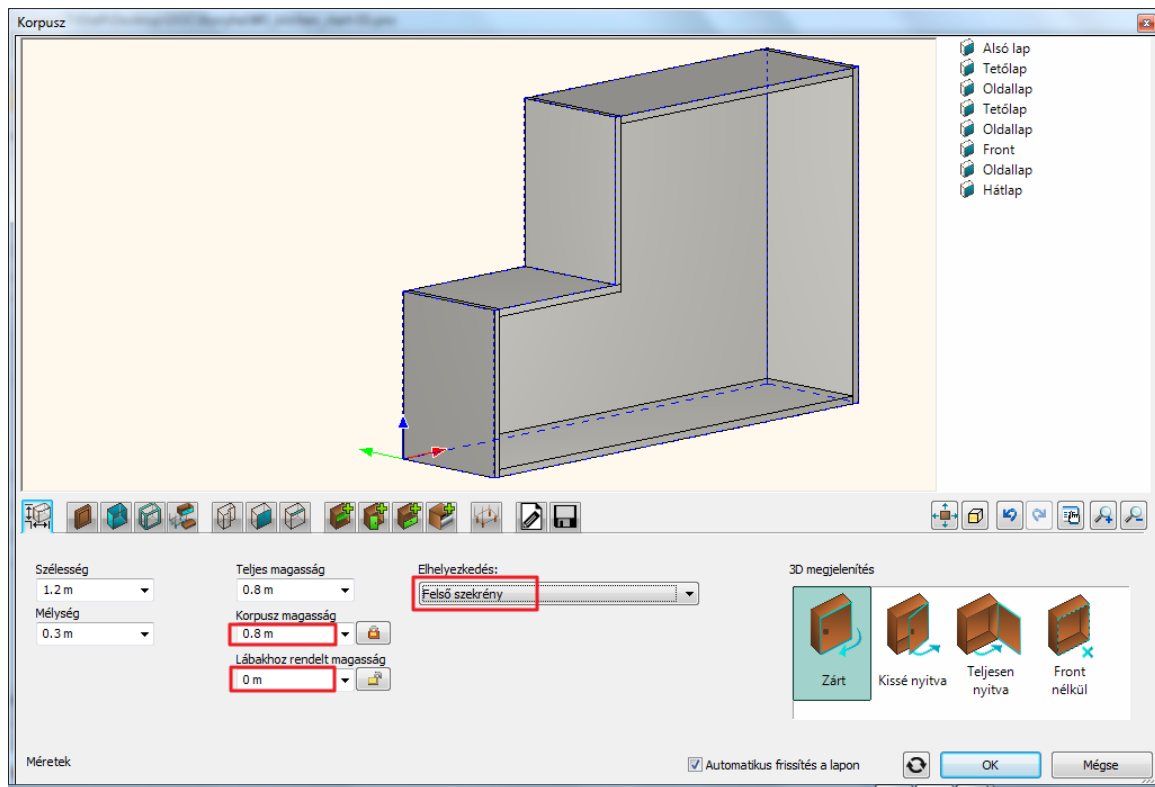 Korpusz
Alsó lap
Tetőlap
Oldallap
Tetőlap
Oldallap
Front
Oldallap
Hátlap
Szélesség
1.2 m
Mélység
0.3 m
Teljes magasság
0.8 m
Korpusz magasság
0.8 m
Lábakhoz rendelt magasság
0 m
Elhelyezkedés:
Felső szekrény
3D megjelenítés
Zárt
Kissé nyitva
Teljesen
nyitva
Front
nélkül
Méretek
Automatikus frissítés a lapon
OK
Mégse